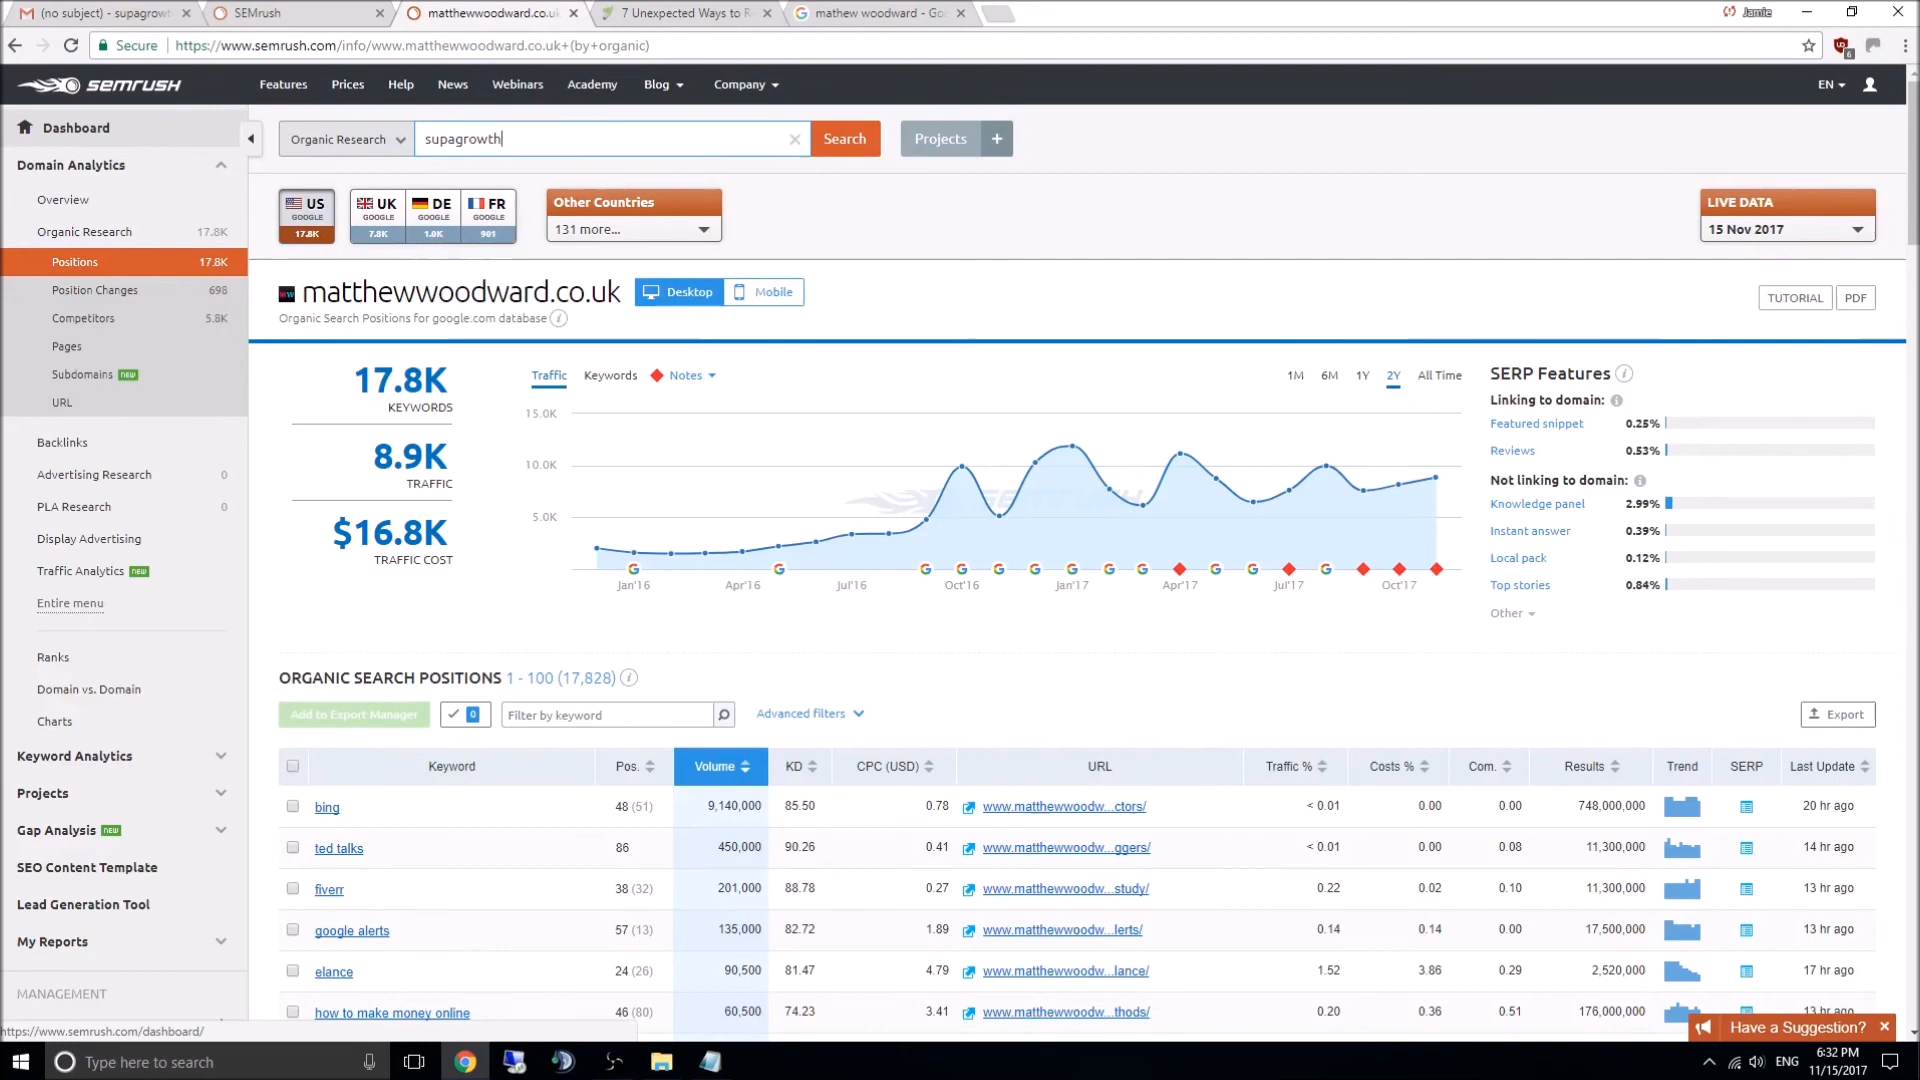 (no subject) - supagrowt
SEMrush
matthewwoodward.co.uk
7 Unexpected Ways to R
mathew woodward - Goo
Jamie
Secure
https://www.semrush.com/info/www.matthewwoodward.co.uk+(by+organic)
6
SEMRUSH
Features
Prices
Help
News
Webinars
Academy
Blog
Company
EN
Dashboard
Domain Analytics
Overview
Organic Research 17.8K
Positions 17.8K
Position Changes 698
Competitors 5.8K
Pages
Subdomains NEW
URL
Backlinks
Advertising Research 0
PLA Research 0
Display Advertising
Traffic Analytics NEW
Entire menu
Ranks
Domain vs. Domain
Charts
Keyword Analytics
Projects
Gap Analysis NEW
SEO Content Template
Lead Generation Tool
My Reports
MANAGEMENT
https://www.semrush.com/dashboard/
Organic Research
supagrowth
Search
Projects +
US GOOGLE 17.8K
UK GOOGLE 7.8K
DE GOOGLE 1.0K
FR GOOGLE 901
Other Countries
131 more...
LIVE DATA
15 Nov 2017
matthewwoodward.co.uk
Desktop
Mobile
TUTORIAL
PDF
Organic Search Positions for google.com database
17.8K
KEYWORDS
8.9K
TRAFFIC
$16.8K
TRAFFIC COST
Traffic Keywords Notes
1M 6M 1Y 2Y All Time
15.0K
10.0K
5.0K
SEMRUSH
Jan'16 Apr'16 Jul'16 Oct'16 Jan'17 Apr'17 Jul'17 Oct'17
SERP Features
Linking to domain:
Featured snippet 0.25%
Reviews 0.53%
Not linking to domain:
Knowledge panel 2.99%
Instant answer 0.39%
Local pack 0.12%
Top stories 0.84%
Other
ORGANIC SEARCH POSITIONS 1 - 100 (17,828)
Add to Export Manager
0
Filter by keyword
Advanced filters
Export
Keyword Pos. Volume KD CPC (USD) URL Traffic % Costs % Com. Results Trend SERP Last Update
bing 48 (51) 9,140,000 85.50 0.78 www.matthewwoodw...ctors/ < 0.01 0.00 0.00 748,000,000 20 hr ago
ted talks 86 450,000 90.26 0.41 www.matthewwoodw...ggers/ < 0.01 0.00 0.08 11,300,000 14 hr ago
fiverr 38 (32) 201,000 88.78 0.27 www.matthewwoodw...study/ 0.22 0.02 0.10 11,300,000 13 hr ago
google alerts 57 (13) 135,000 82.72 1.89 www.matthewwoodw...lerts/ 0.14 0.14 0.00 17,500,000 13 hr ago
elance 24 (26) 90,500 81.47 4.79 www.matthewwoodw...lance/ 1.52 3.86 0.29 2,520,000 17 hr ago
how to make money online 46 (80) 60,500 74.23 3.41 www.matthewwoodw...thods/ 0.20 0.36 0.51 176,000,000 13 hr ago
Have a Suggestion?
Type here to search
ENG
6:32 PM
11/15/2017